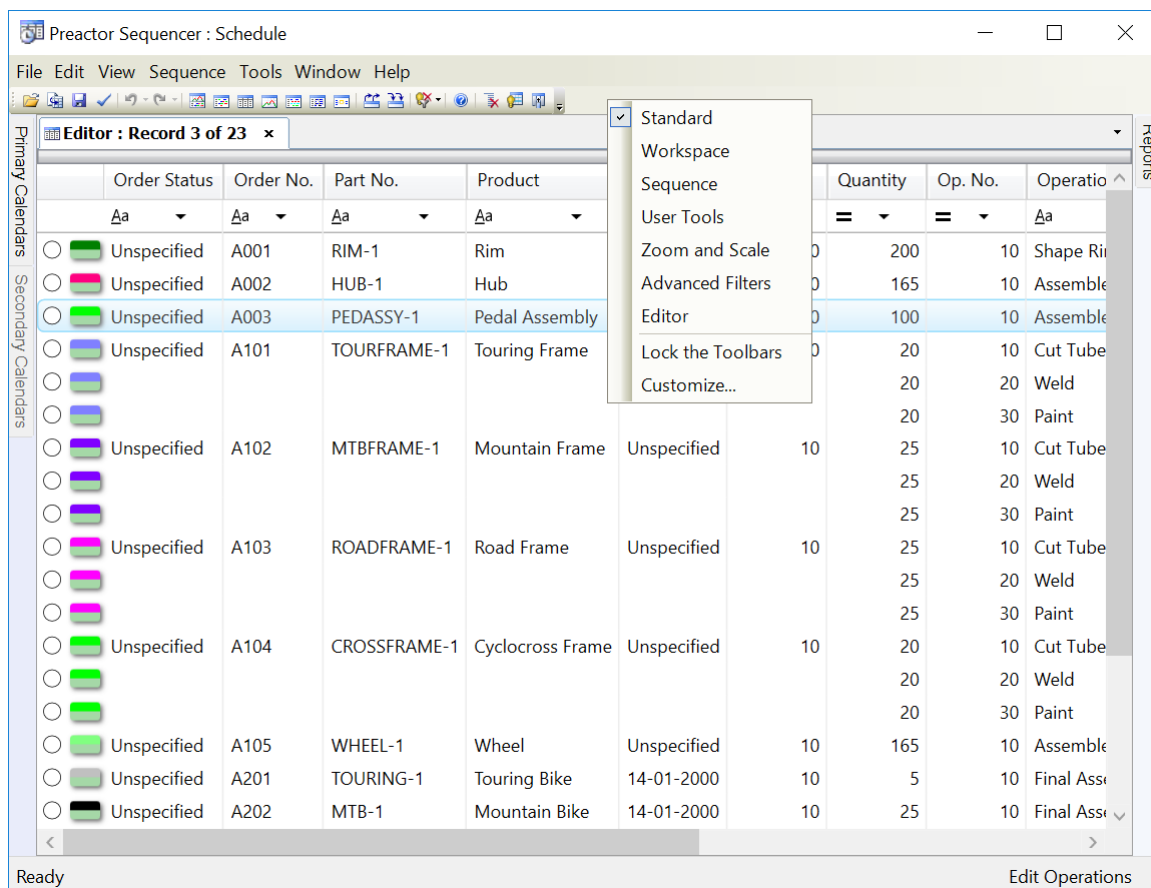 Preactor Sequencer : Schedule
File Edit View Sequence Tools Window Help
Editor : Record 3 of 23
Primary Calendars
Secondary Calendars
Reports
Standard
Workspace
Sequence
User Tools
Zoom and Scale
Advanced Filters
Editor
Lock the Toolbars
Customize...
Order Status Order No. Part No. Product Quantity Op. No. Operatio
Aa Aa Aa Aa = = Aa
Unspecified A001 RIM-1 Rim 0 200 10 Shape Ri
Unspecified A002 HUB-1 Hub 0 165 10 Assemble
Unspecified A003 PEDASSY-1 Pedal Assembly 0 100 10 Assemble
Unspecified A101 TOURFRAME-1 Touring Frame 0 20 10 Cut Tube
20 20 Weld
20 30 Paint
Unspecified A102 MTBFRAME-1 Mountain Frame Unspecified 10 25 10 Cut Tube
25 20 Weld
25 30 Paint
Unspecified A103 ROADFRAME-1 Road Frame Unspecified 10 25 10 Cut Tube
25 20 Weld
25 30 Paint
Unspecified A104 CROSSFRAME-1 Cyclocross Frame Unspecified 10 20 10 Cut Tube
20 20 Weld
20 30 Paint
Unspecified A105 WHEEL-1 Wheel Unspecified 10 165 10 Assemble
Unspecified A201 TOURING-1 Touring Bike 14-01-2000 10 5 10 Final Asse
Unspecified A202 MTB-1 Mountain Bike 14-01-2000 10 25 10 Final Asse
Ready Edit Operations